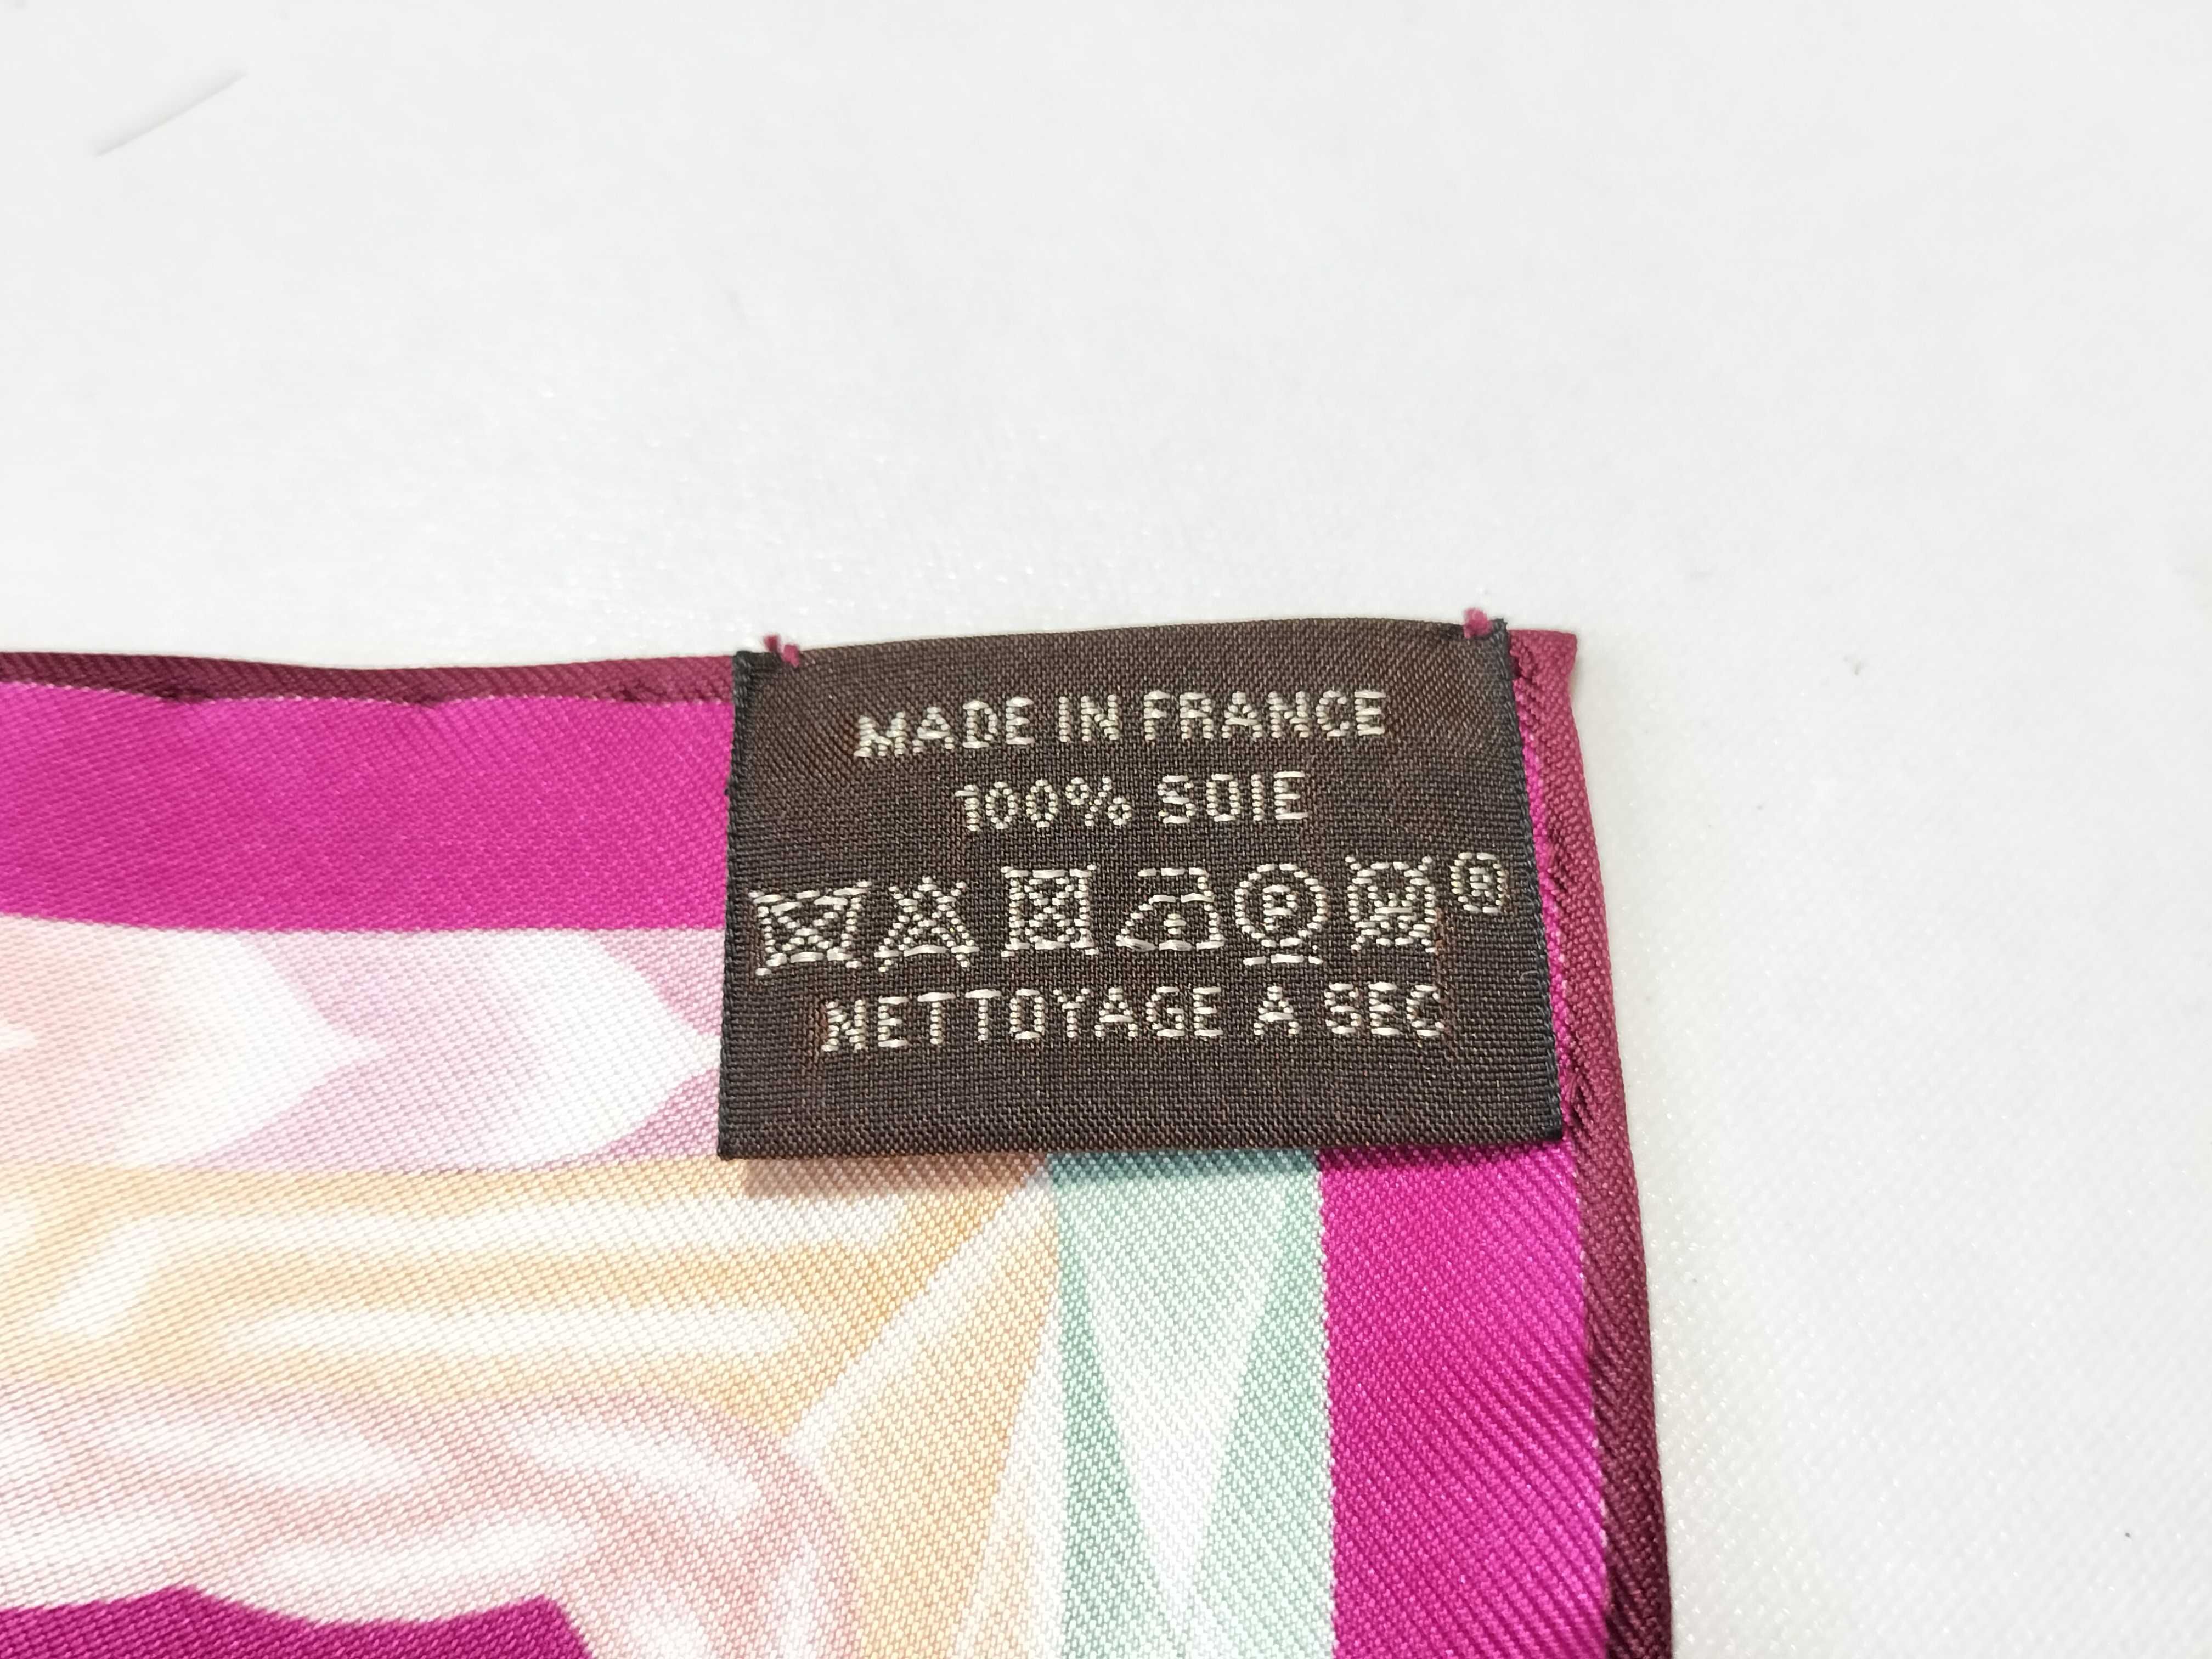 MADE IN FRANCE
100% SOIE
P W ®
NETTOYAGE A SEC